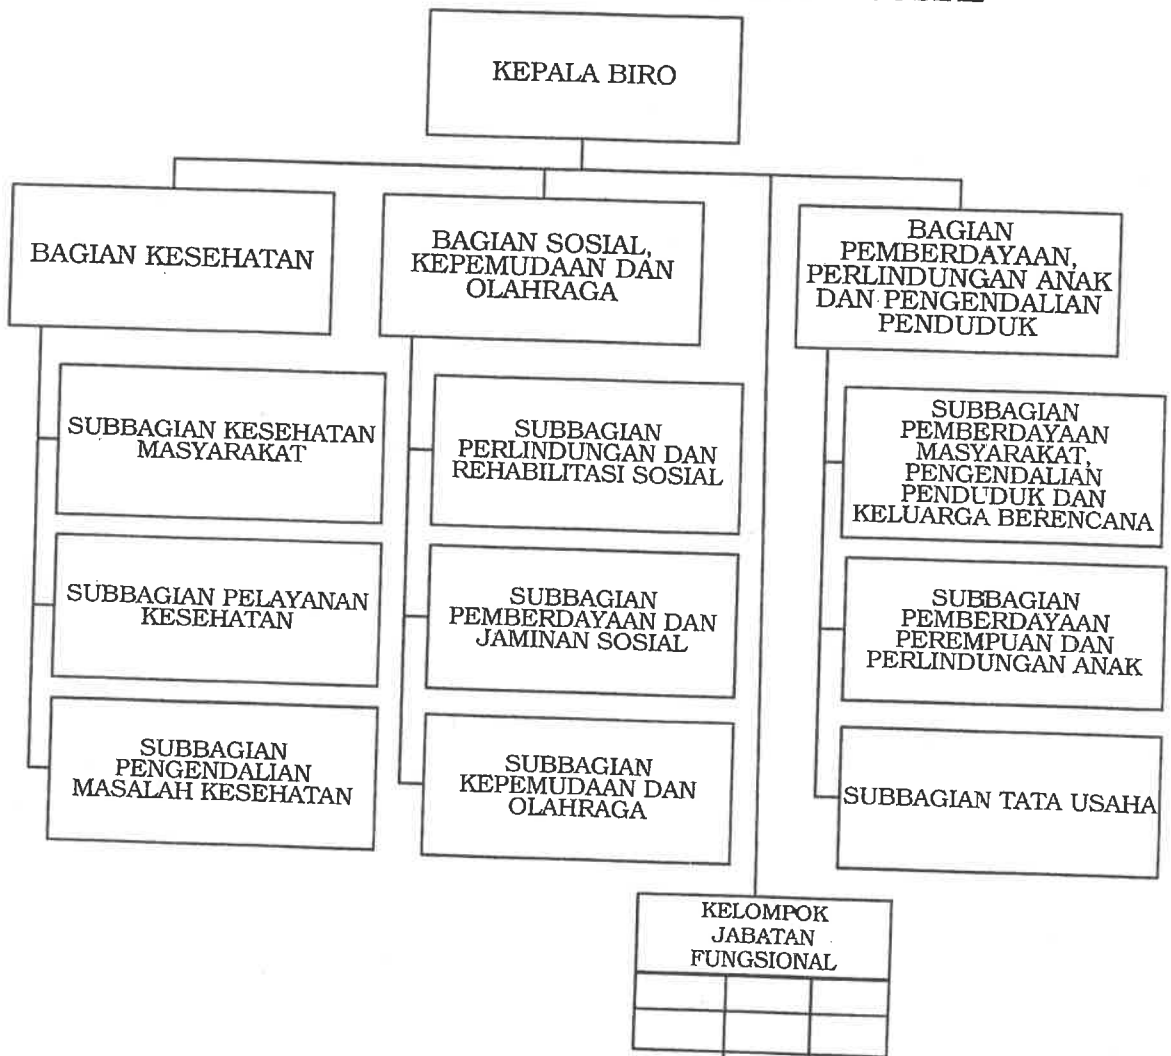 KEPALA BIRO
BAGIAN KESEHATAN
BAGIAN SOSIAL,
KEPEMUDAAN DAN
OLAHRAGA
BAGIAN
PEMBERDAYAAN,
PERLINDUNGAN ANAK
DAN PENGENDALIAN
PENDUDUK
SUBBAGIAN KESEHATAN
MASYARAKAT
SUBBAGIAN
PERLINDUNGAN DAN
REHABILITASI SOSIAL
SUBBAGIAN
PEMBERDAYAAN
MASYARAKAT,
PENGENDALIAN
PENDUDUK DAN
KELUARGA BERENCANA
SUBBAGIAN PELAYANAN
KESEHATAN
SUBBAGIAN
PEMBERDAYAAN DAN
JAMINAN SOSIAL
SUBBAGIAN
PEMBERDAYAAN
PEREMPUAN DAN
PERLINDUNGAN ANAK
SUBBAGIAN
PENGENDALIAN
MASALAH KESEHATAN
SUBBAGIAN
KEPEMUDAAN DAN
OLAHRAGA
SUBBAGIAN TATA USAHA
KELOMPOK
JABATAN
FUNGSIONAL